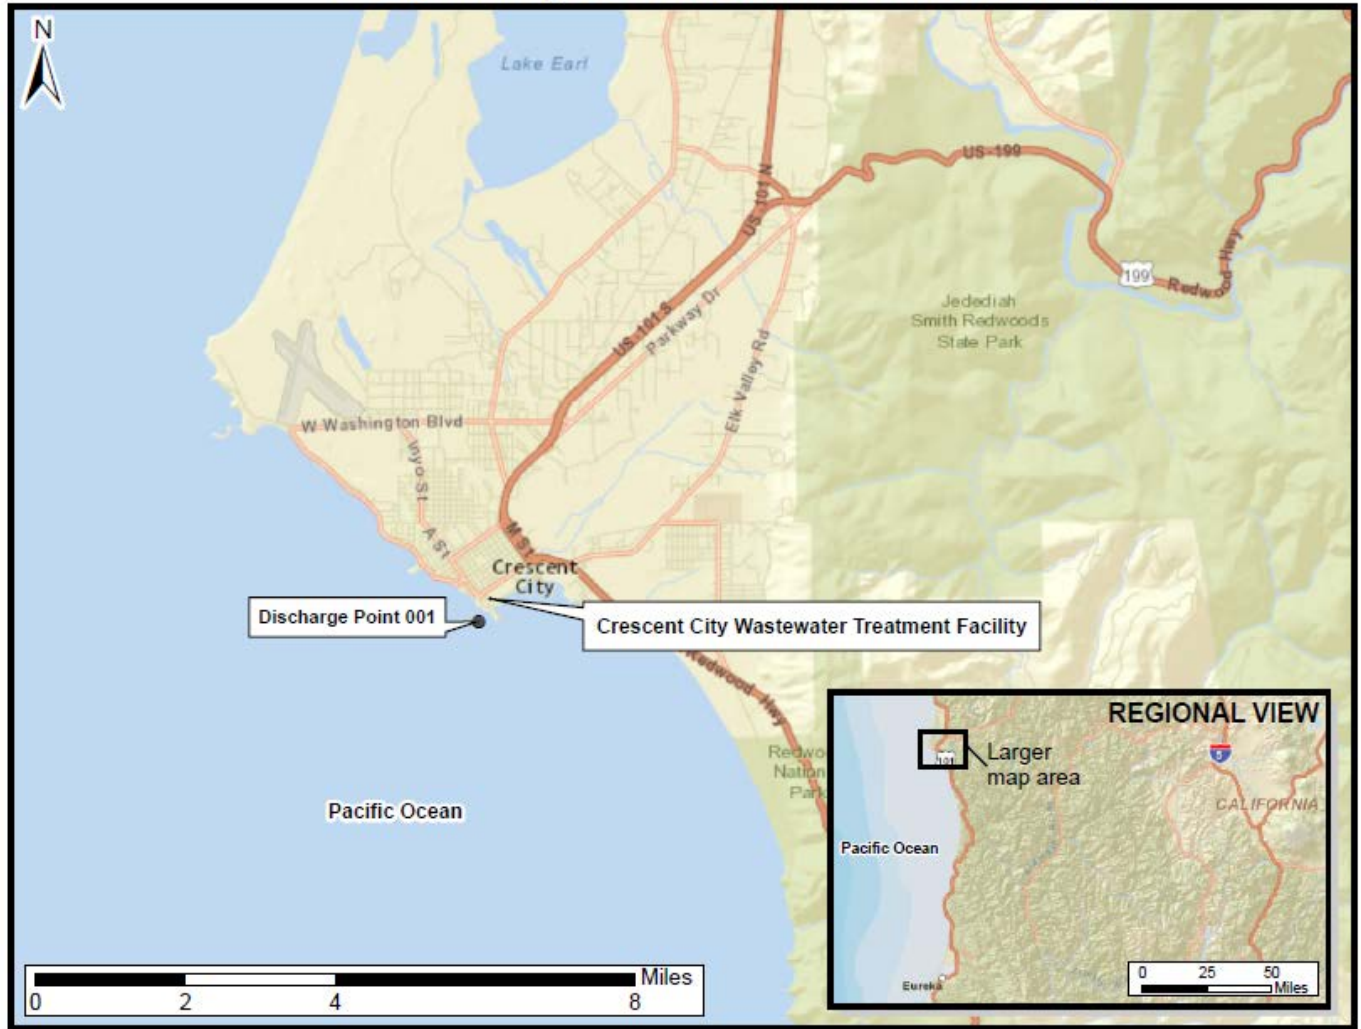 N
Lake Earl
US-199
US 101 N
199
Redwood Hwy
Jedediah
Smith Redwoods
State Park
US 101 S
Parkway Dr
Elk Valley Rd
W Washington Blvd
Inyo St
A St
M St
Crescent
City
Discharge Point 001
Crescent City Wastewater Treatment Facility
Redwood Hwy
Redwo
Nation
Park
Pacific Ocean
Miles
0 2 4 8
REGIONAL VIEW
Larger
map area
101
5
CALIFORNIA
Pacific Ocean
Eureka
0 25 50
Miles